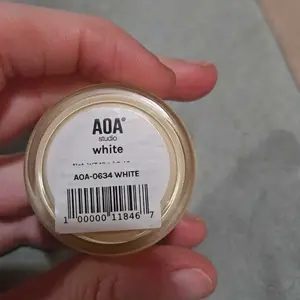 AOA
studio
white
AOA-0634 WHITE
1 00000 11846 7